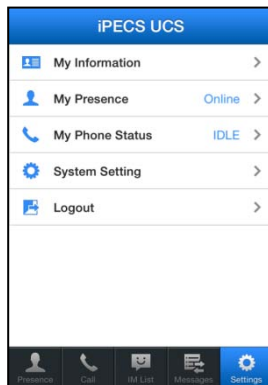 iPECS UCS
My Information
My Presence Online
My Phone Status IDLE
System Setting
Logout
Presence Call IM List Messages Settings